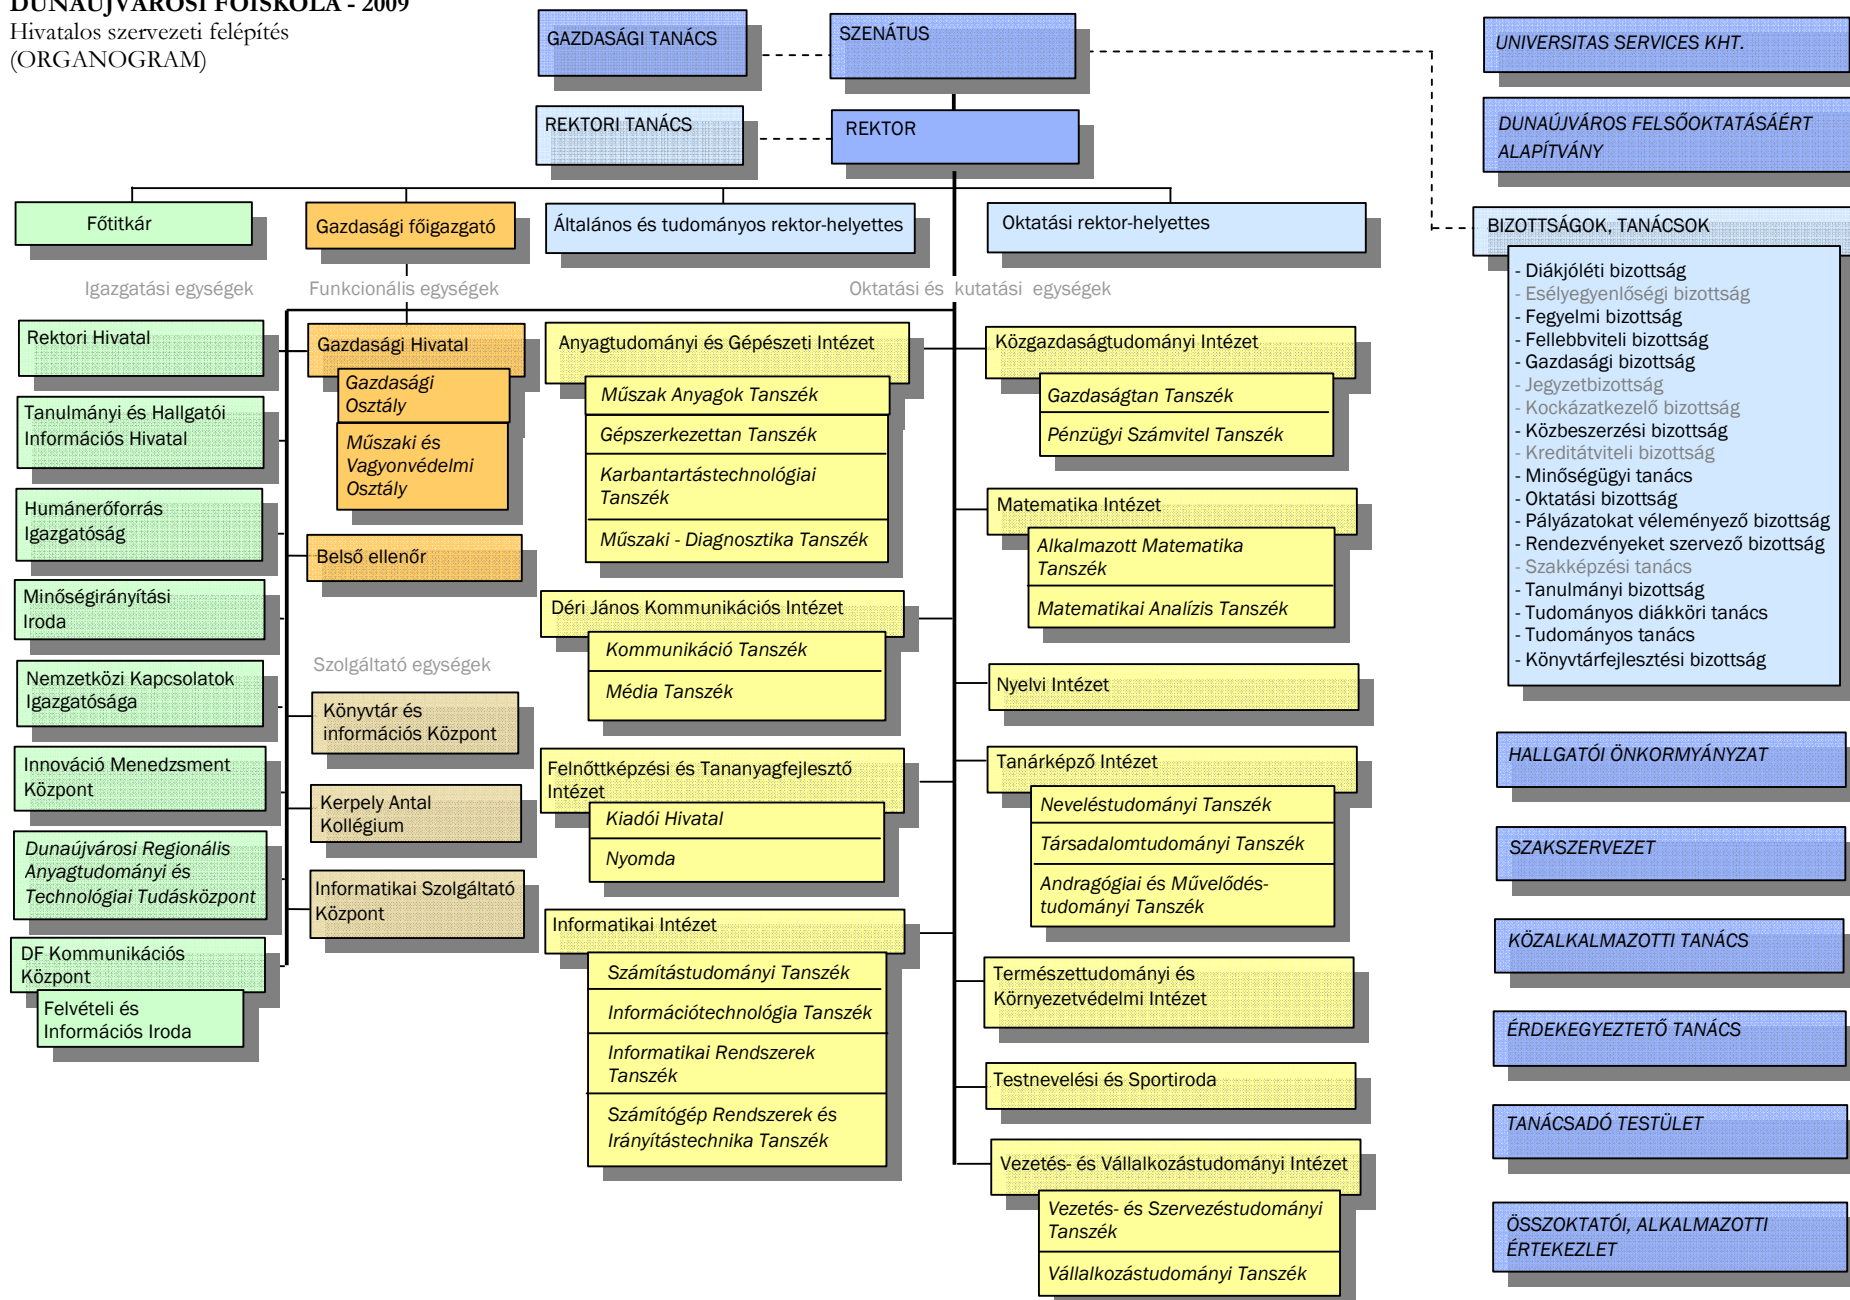 DUNAÚJVÁROSI FŐISKOLA - 2009
Hivatalos szervezeti felépítés
(ORGANOGRAM)
GAZDASÁGI TANÁCS
SZENÁTUS
REKTORI TANÁCS
REKTOR
UNIVERSITAS SERVICES KHT.
DUNAÚJVÁROS FELSŐOKTATÁSÁÉRT
ALAPÍTVÁNY
Főtitkár
Gazdasági főigazgató
Általános és tudományos rektor-helyettes
Oktatási rektor-helyettes
BIZOTTSÁGOK, TANÁCSOK
- Diákjóléti bizottság
- Esélyegyenlőségi bizottság
- Fegyelmi bizottság
- Fellebbviteli bizottság
- Gazdasági bizottság
- Jegyzetbizottság
- Kockázatkezelő bizottság
- Közbeszerzési bizottság
- Kreditátviteli bizottság
- Minőségügyi tanács
- Oktatási bizottság
- Pályázatokat véleményező bizottság
- Rendezvényeket szervező bizottság
- Szakképzési tanács
- Tanulmányi bizottság
- Tudományos diákköri tanács
- Tudományos tanács
- Könyvtárfejlesztési bizottság
Igazgatási egységek
Funkcionális egységek
Oktatási és kutatási egységek
Rektori Hivatal
Tanulmányi és Hallgatói
Információs Hivatal
Humánerőforrás
Igazgatóság
Minőségirányítási
Iroda
Nemzetközi Kapcsolatok
Igazgatósága
Innováció Menedzsment
Központ
Dunaújvárosi Regionális
Anyagtudományi és
Technológiai Tudásközpont
DF Kommunikációs
Központ
Felvételi és
Információs Iroda
Gazdasági Hivatal
Gazdasági
Osztály
Műszaki és
Vagyonvédelmi
Osztály
Belső ellenőr
Szolgáltató egységek
Könyvtár és
információs Központ
Kerpely Antal
Kollégium
Informatikai Szolgáltató
Központ
Anyagtudományi és Gépészeti Intézet
Műszak Anyagok Tanszék
Gépszerkezettan Tanszék
Karbantartástechnológiai
Tanszék
Műszaki - Diagnosztika Tanszék
Déri János Kommunikációs Intézet
Kommunikáció Tanszék
Média Tanszék
Felnőttképzési és Tananyagfejlesztő
Intézet
Kiadói Hivatal
Nyomda
Informatikai Intézet
Számítástudományi Tanszék
Információtechnológia Tanszék
Informatikai Rendszerek
Tanszék
Számítógép Rendszerek és
Irányítástechnika Tanszék
Közgazdaságtudományi Intézet
Gazdaságtan Tanszék
Pénzügyi Számvitel Tanszék
Matematika Intézet
Alkalmazott Matematika
Tanszék
Matematikai Analízis Tanszék
Nyelvi Intézet
Tanárképző Intézet
Neveléstudományi Tanszék
Társadalomtudományi Tanszék
Andragógiai és Művelődés-
tudományi Tanszék
Természettudományi és
Környezetvédelmi Intézet
Testnevelési és Sportiroda
Vezetés- és Vállalkozástudományi Intézet
Vezetés- és Szervezéstudományi
Tanszék
Vállalkozástudományi Tanszék
HALLGATÓI ÖNKORMYÁNYZAT
SZAKSZERVEZET
KÖZALKALMAZOTTI TANÁCS
ÉRDEKEGYEZTETŐ TANÁCS
TANÁCSADÓ TESTÜLET
ÖSSZOKTATÓI, ALKALMAZOTTI
ÉRTEKEZLET